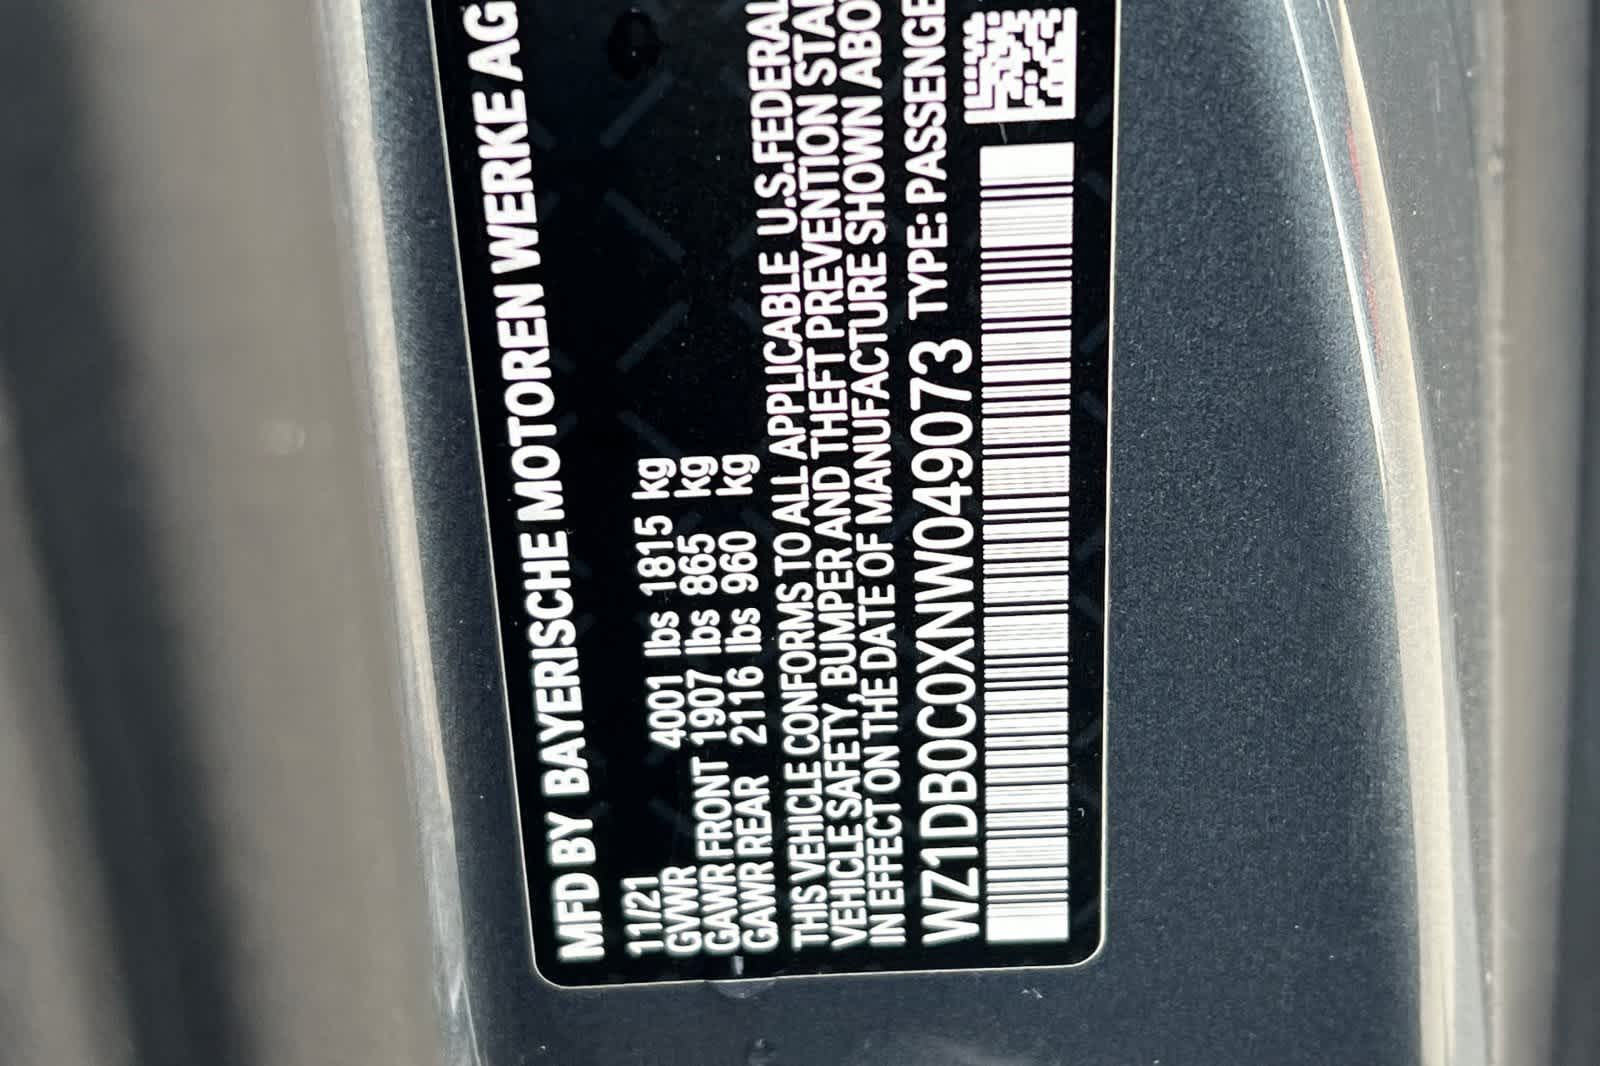 MFD BY BAYERISCHE MOTOREN WERKE AG
11/21
GVWR 4001 lbs 1815 kg
GAWR FRONT 1907 lbs 865 kg
GAWR REAR 2116 lbs 960 kg
THIS VEHICLE CONFORMS TO ALL APPLICABLE U.S.FEDERAL
VEHICLE SAFETY, BUMPER AND THEFT PREVENTION
IN EFFECT ON THE DATE OF MANUFACTURE SHOWN
WZ1DB0C0XNW049073 TYPE: PASSENGE